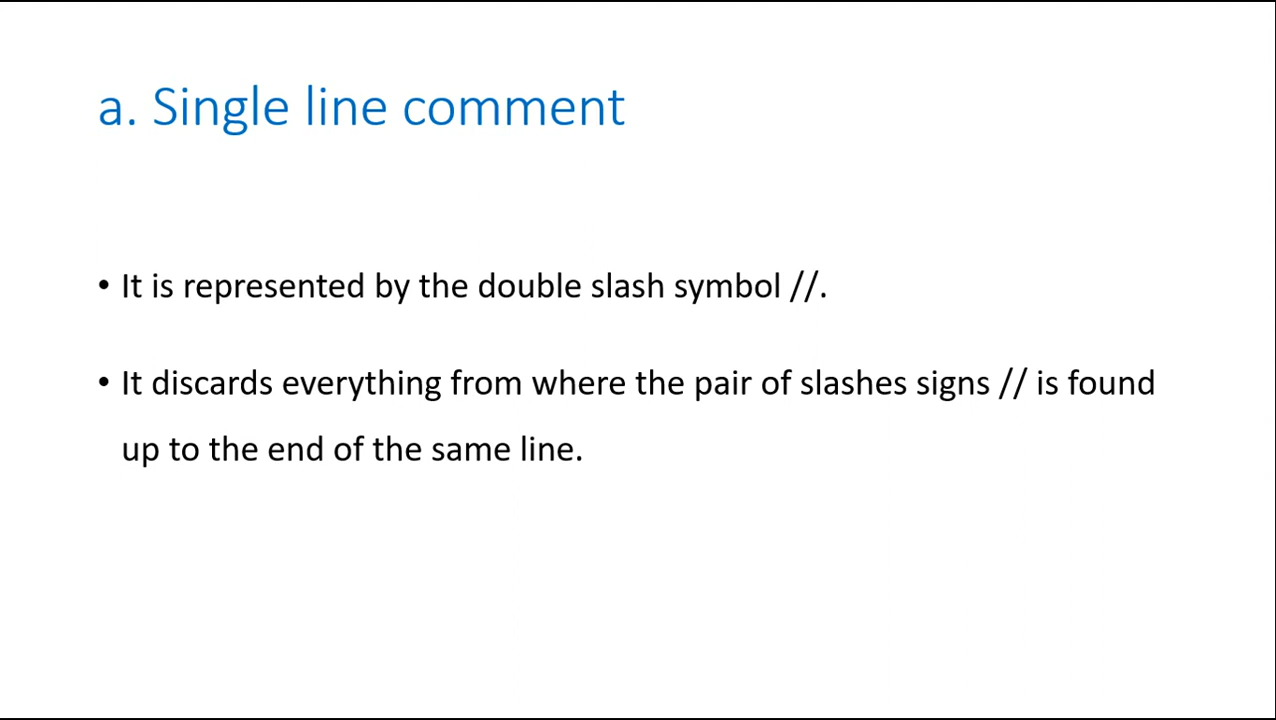 a. Single line comment
• It is represented by the double slash symbol //.
• It discards everything from where the pair of slashes signs // is found
up to the end of the same line.